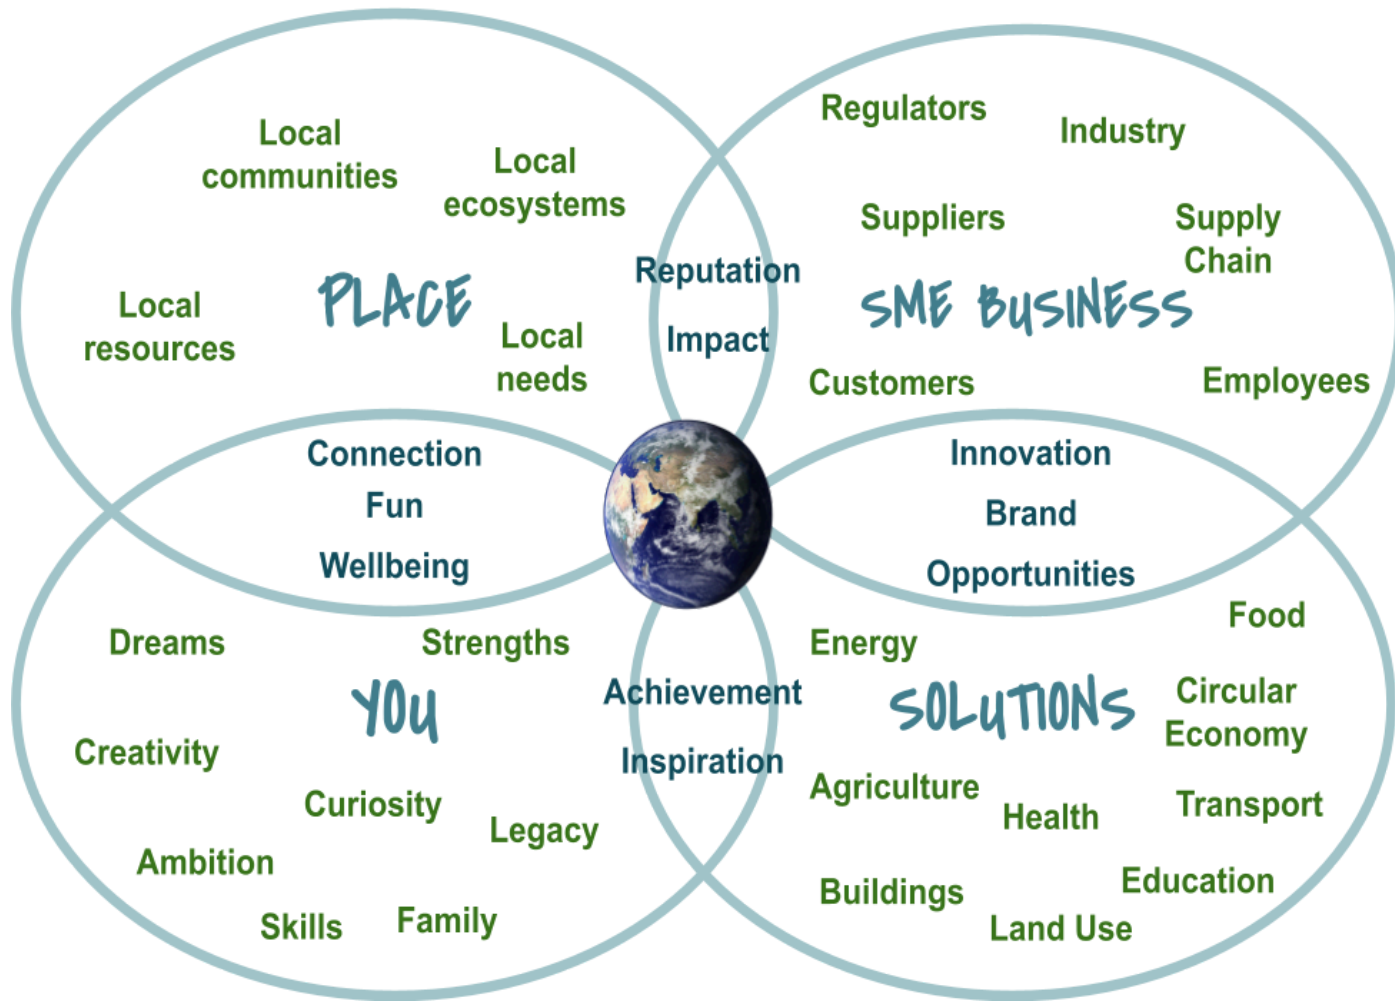 Local
communities
Local
ecosystems
Local
resources
PLACE
Local
needs
Reputation
Impact
Regulators
Industry
Suppliers
Supply
Chain
SME BUSINESS
Customers
Employees
Connection
Fun
Wellbeing
Innovation
Brand
Opportunities
Dreams
Strengths
YOU
Creativity
Curiosity
Legacy
Ambition
Skills
Family
Achievement
Inspiration
Energy
Food
SOLUTIONS
Circular
Economy
Agriculture
Health
Transport
Buildings
Education
Land Use